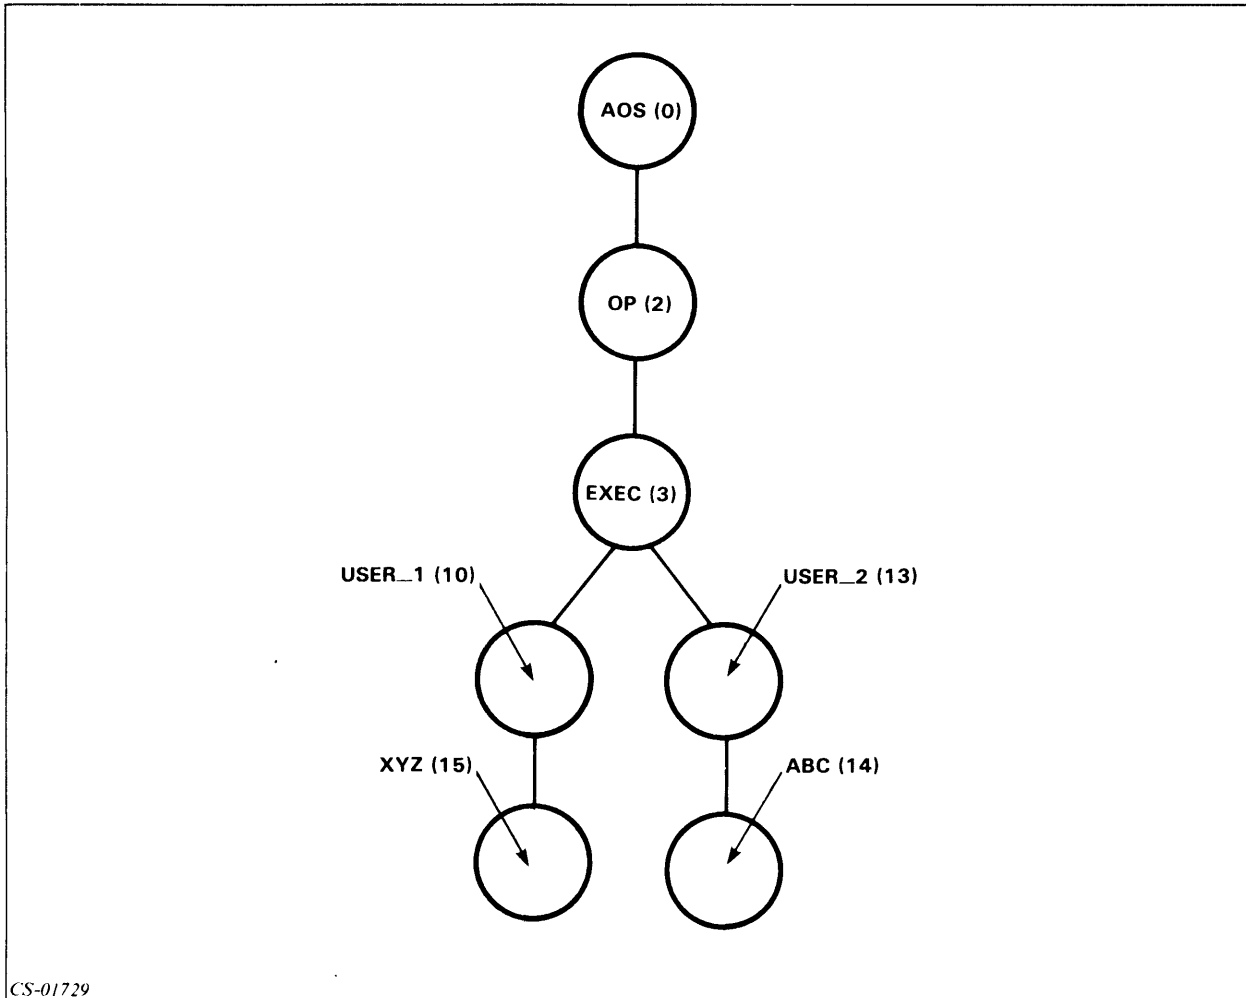 AOS (0)
OP (2)
EXEC (3)
USER_1 (10)
USER_2 (13)
XYZ (15)
ABC (14)
CS-01729